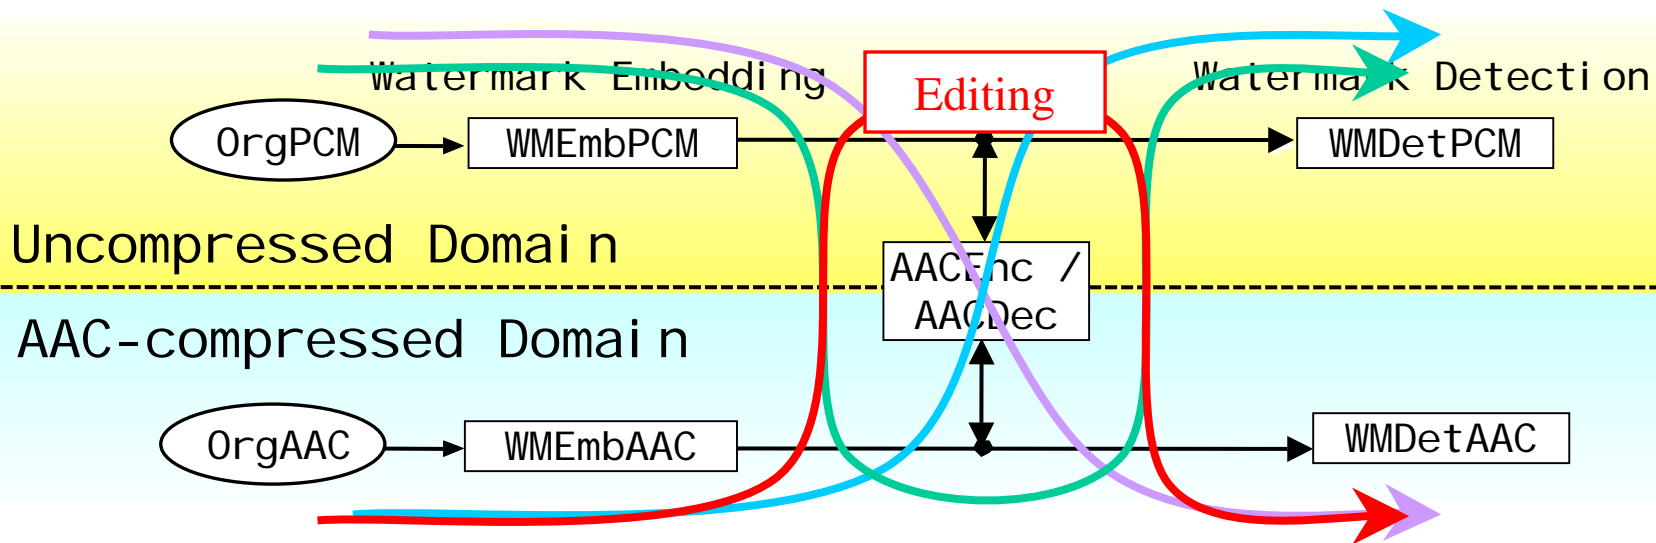 Watermark Embedding
Editing
Watermark Detection
OrgPCM
WMEmbPCM
WMDetPCM
Uncompressed Domain
AACEnc /
AACDec
AAC-compressed Domain
OrgAAC
WMEmbAAC
WMDetAAC